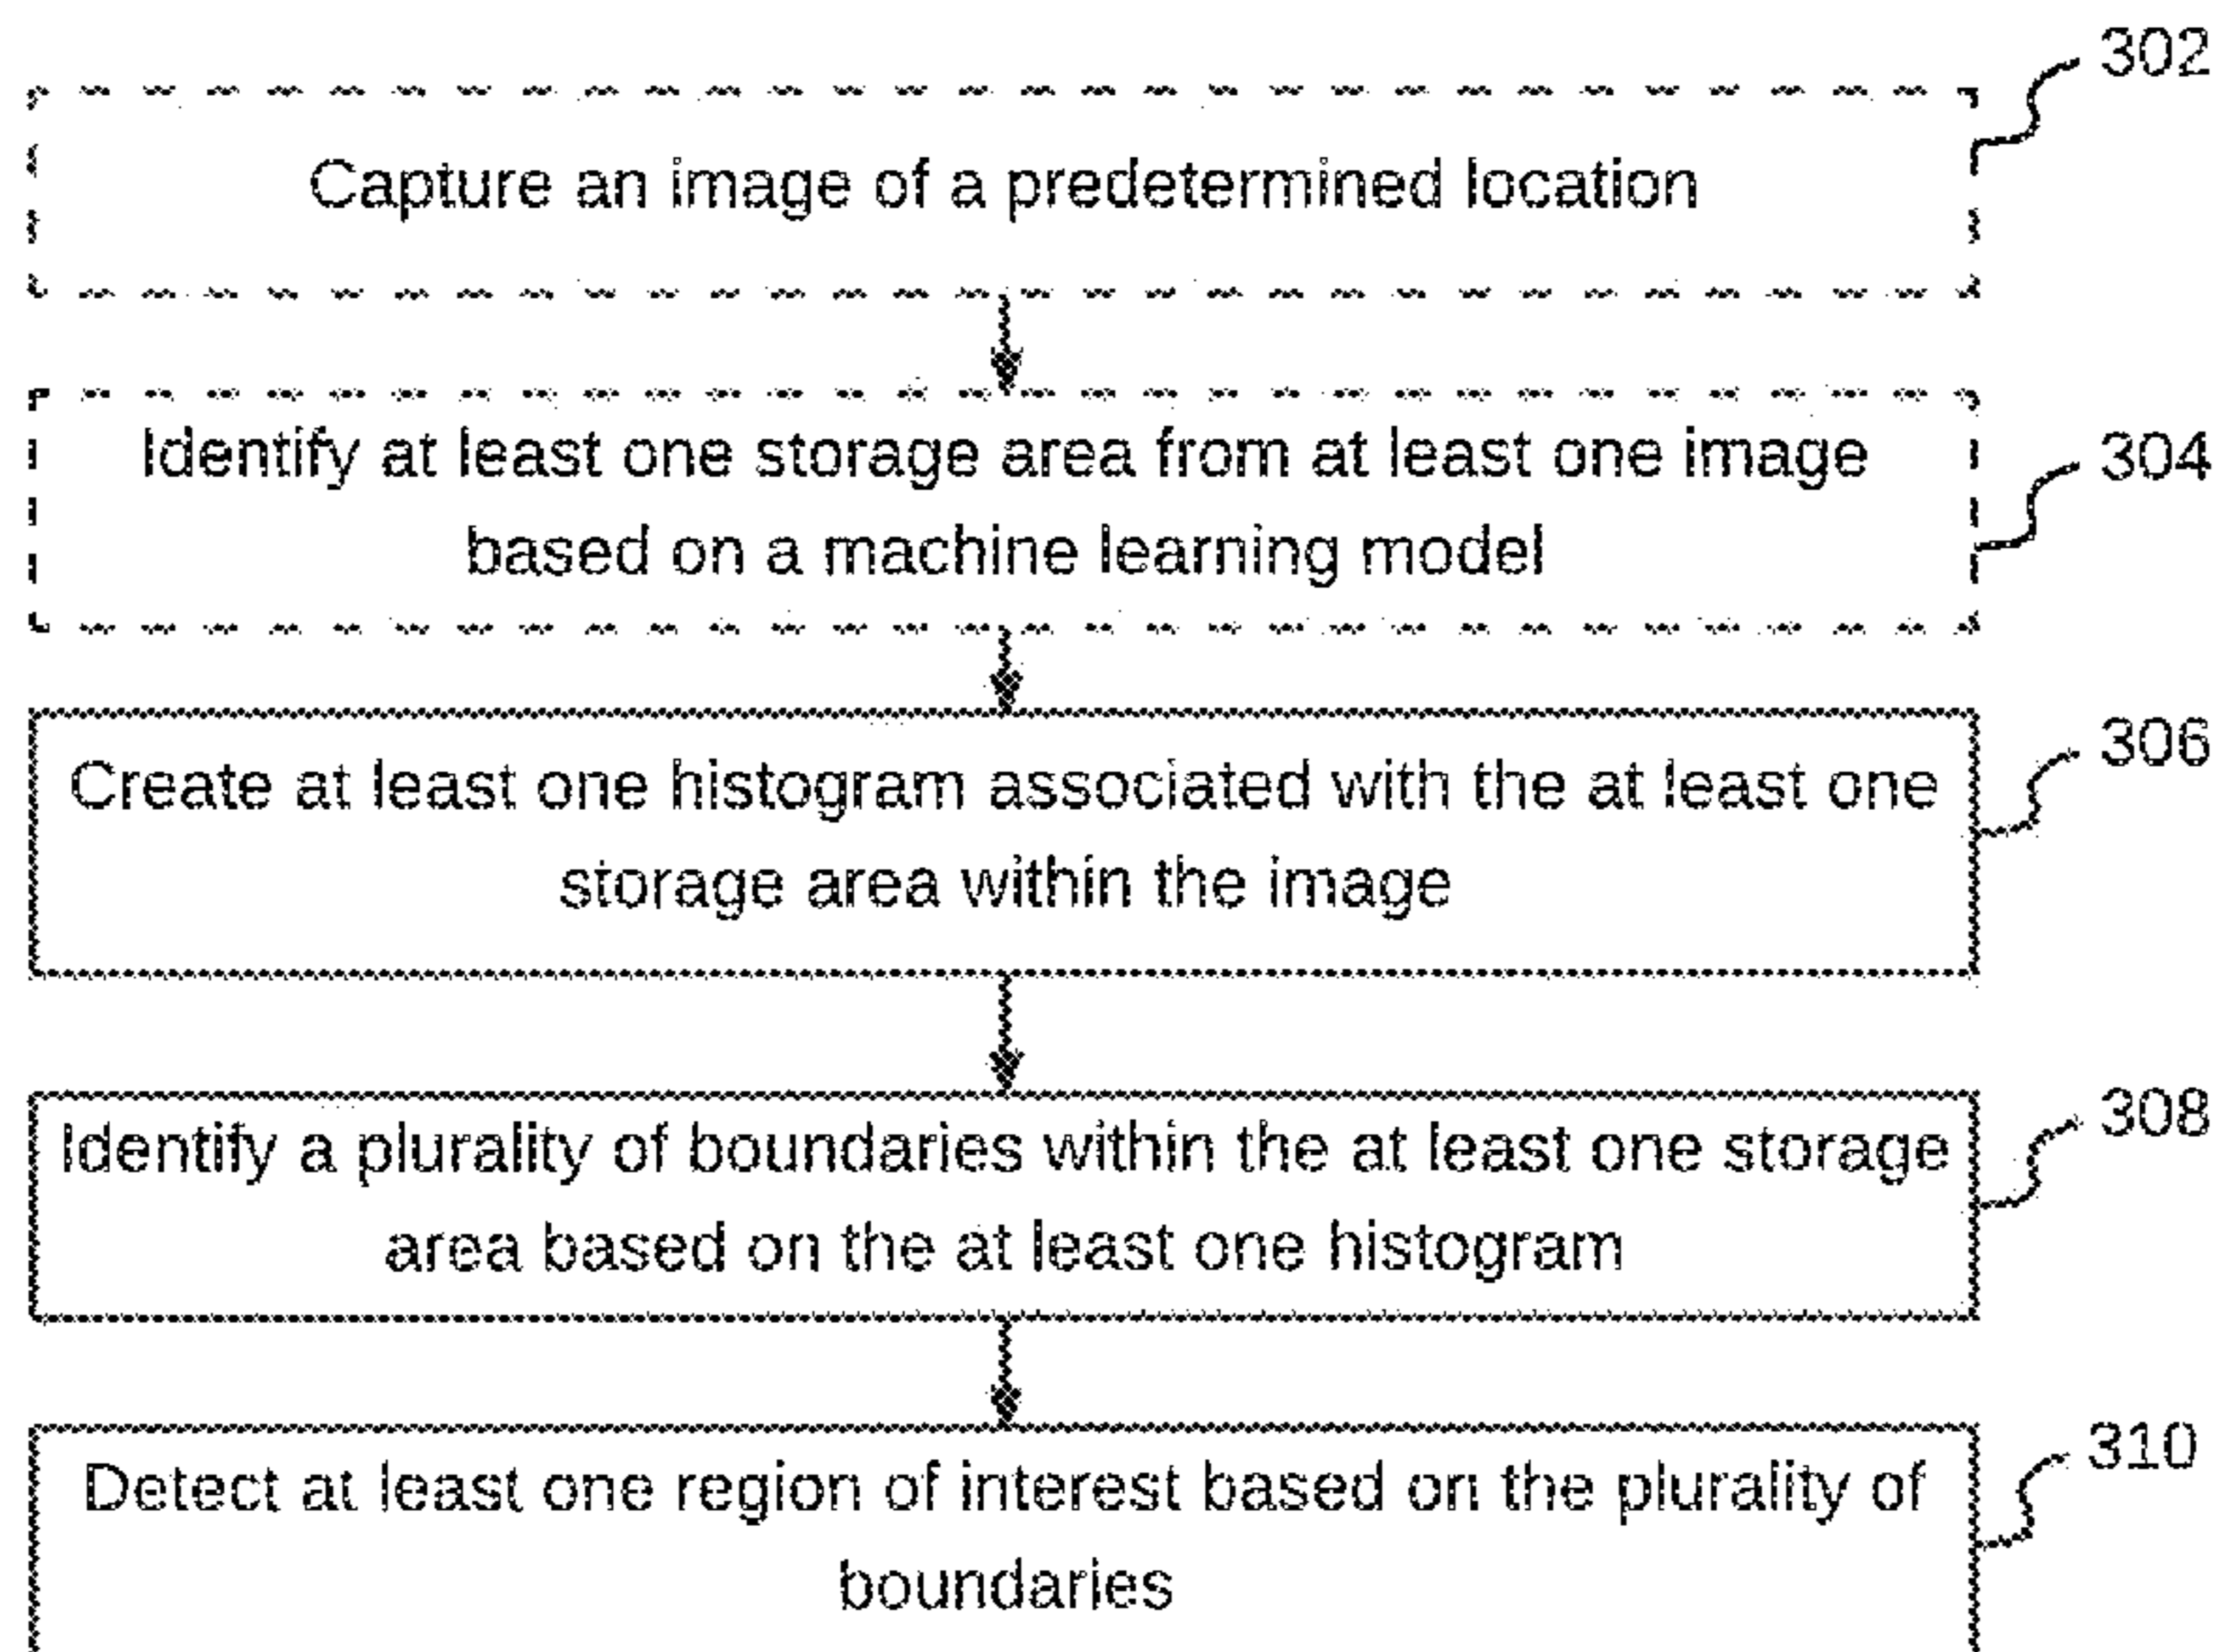 302
Capture an image of a predetermined location
Identify at least one storage area from at least one image
304
based on a machine learning model
306
Create at least one histogram associated with the at least one
storage area within the image
308
Identify a plurality of boundaries within the at least one storage
area based on the at least one histogram
310
Detect at least one region of interest based on the plurality of
boundaries